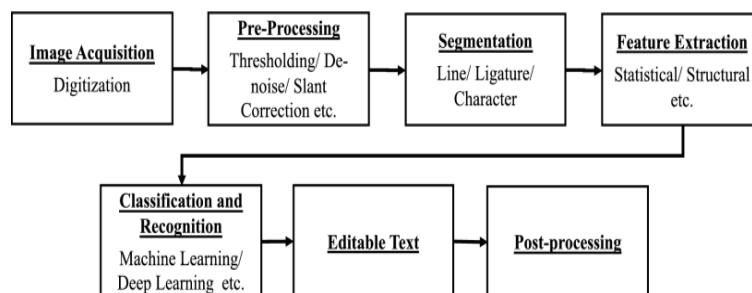 Image Acquisition
Digitization
Pre-Processing
Thresholding/ De-
noise/ Slant
Correction etc.
Segmentation
Line/ Ligature/
Character
Feature Extraction
Statistical/ Structural
etc.
Classification and
Recognition
Machine Learning/
Deep Learning etc.
Editable Text
Post-processing